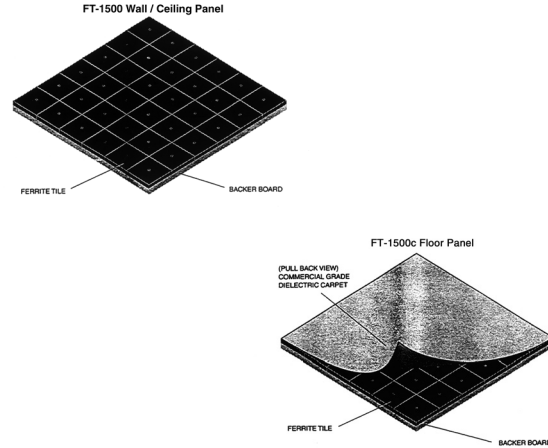 FT-1500 Wall / Ceiling Panel
FERRITE TILE
BACKER BOARD
FT-1500c Floor Panel
(PULL BACK VIEW)
COMMERCIAL GRADE
DIELECTRIC CARPET
FERRITE TILE
BACKER BOARD